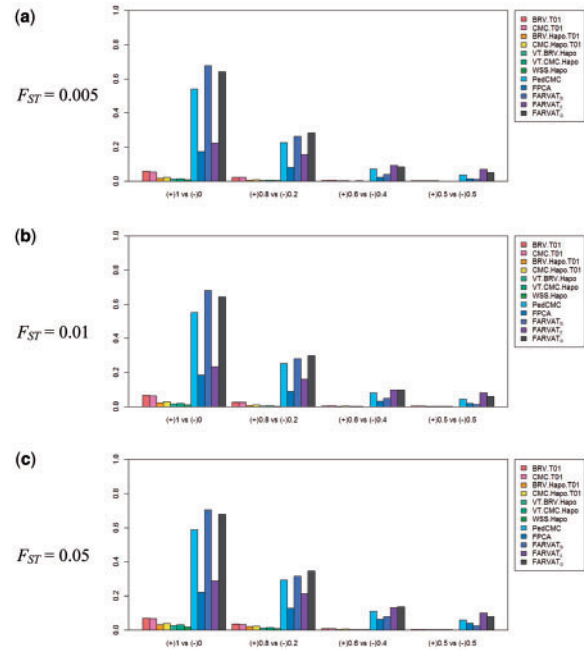 (a)
F_ST = 0.005
1.0
0.8
0.6
0.4
0.2
0.0
(+)1 vs (-)0
(+)0.8 vs (-)0.2
(+)0.6 vs (-)0.4
(+)0.5 vs (-)0.5
BRV.T01
CMC.T01
BRV.Hapo.T01
CMC.Hapo.T01
VT.BRV.Hapo
VT.CMC.Hapo
WSS.Hapo
PedCMC
FPCA
FARVAT_b
FARVAT_c
FARVAT_o
(b)
F_ST = 0.01
1.0
0.8
0.6
0.4
0.2
0.0
(+)1 vs (-)0
(+)0.8 vs (-)0.2
(+)0.6 vs (-)0.4
(+)0.5 vs (-)0.5
BRV.T01
CMC.T01
BRV.Hapo.T01
CMC.Hapo.T01
VT.BRV.Hapo
VT.CMC.Hapo
WSS.Hapo
PedCMC
FPCA
FARVAT_b
FARVAT_c
FARVAT_o
(c)
F_ST = 0.05
1.0
0.8
0.6
0.4
0.2
0.0
(+)1 vs (-)0
(+)0.8 vs (-)0.2
(+)0.6 vs (-)0.4
(+)0.5 vs (-)0.5
BRV.T01
CMC.T01
BRV.Hapo.T01
CMC.Hapo.T01
VT.BRV.Hapo
VT.CMC.Hapo
WSS.Hapo
PedCMC
FPCA
FARVAT_b
FARVAT_c
FARVAT_o